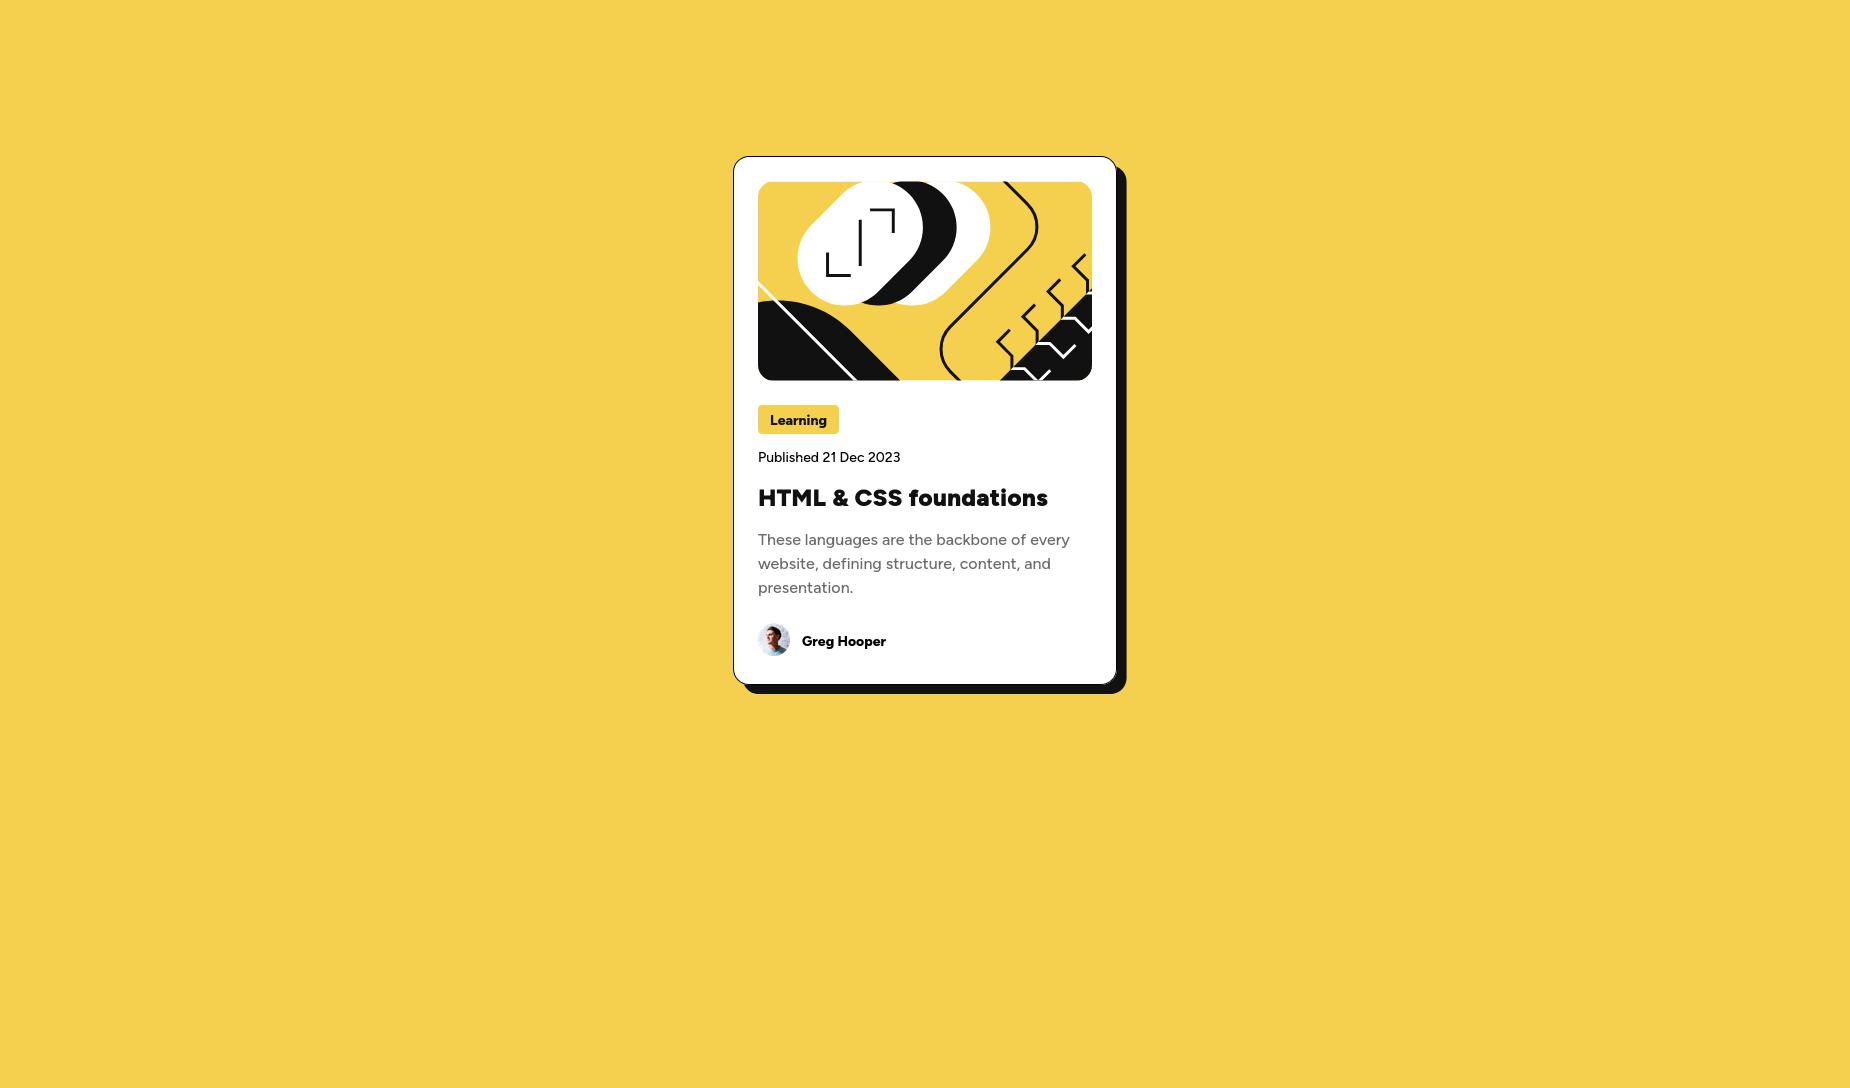 Learning
Published 21 Dec 2023
HTML & CSS foundations
These languages are the backbone of every
website, defining structure, content, and
presentation.
Greg Hooper